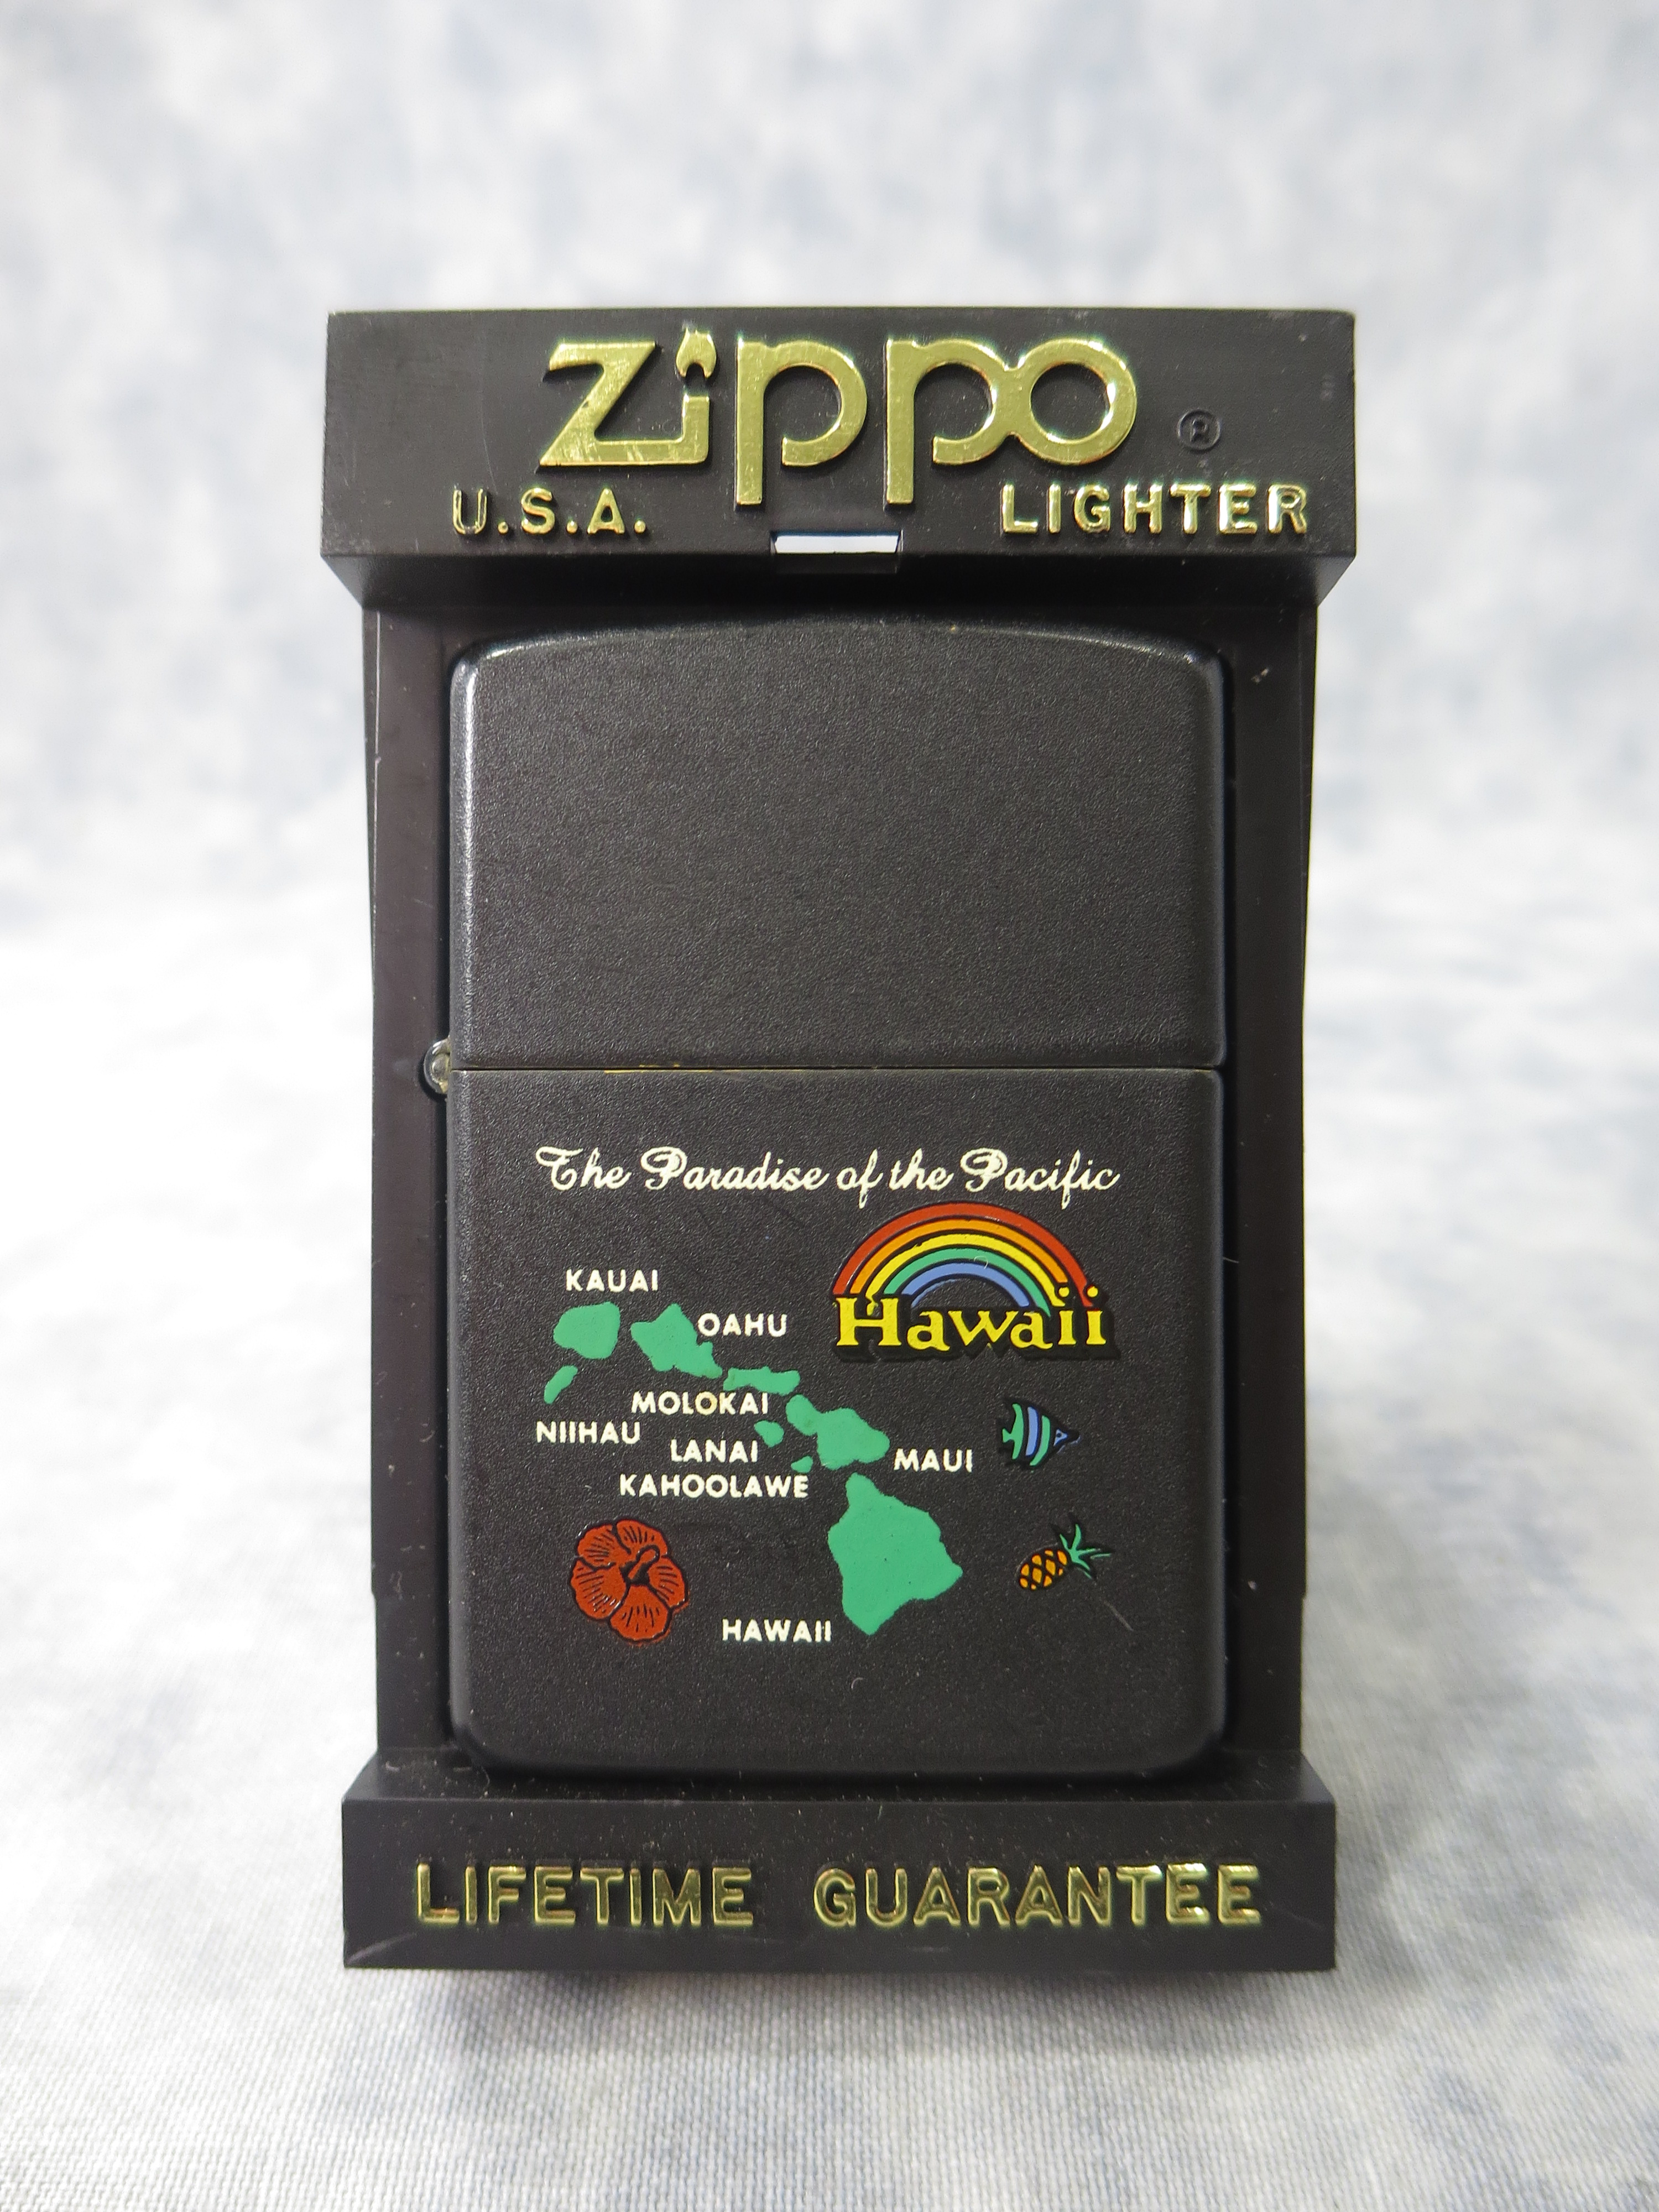 Zippo ®
U.S.A. LIGHTER
The Paradise of the Pacific
Hawaii
KAUAI
OAHU
MOLOKAI
NIIHAU
LANAI
MAUI
KAHOOLAWE
HAWAII
LIFETIME GUARANTEE